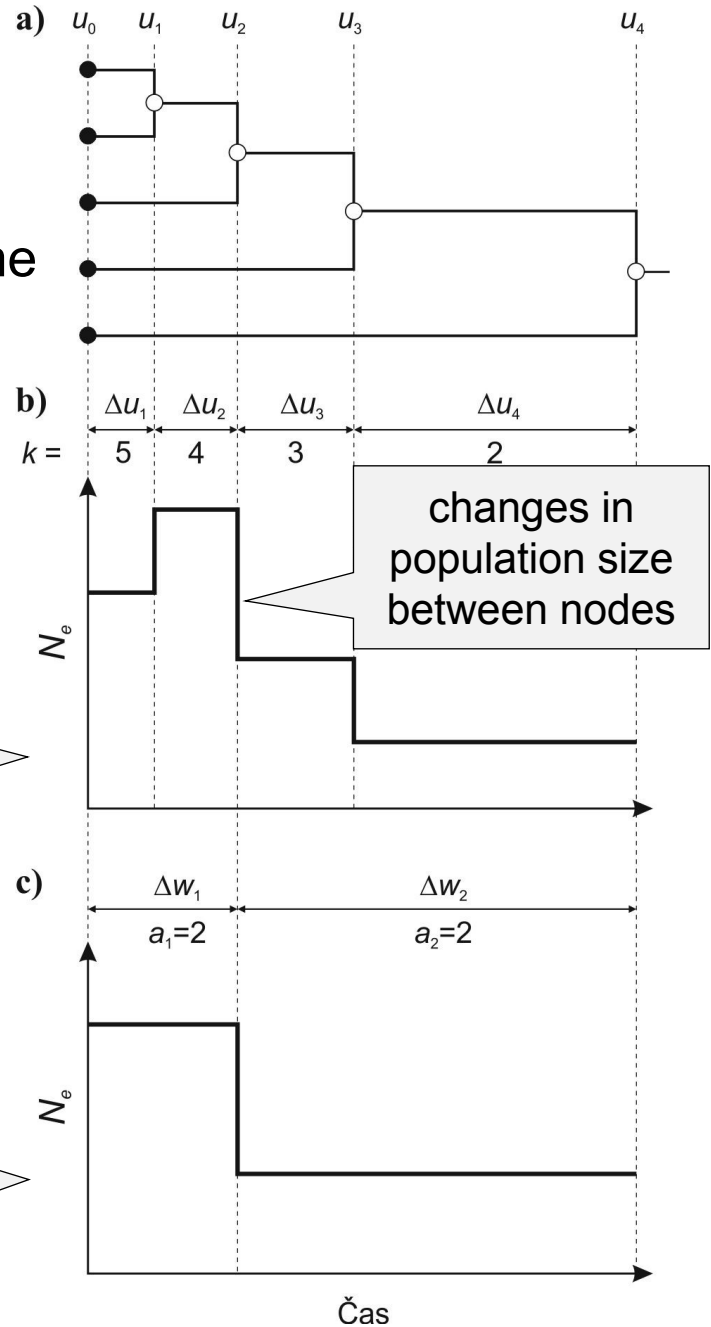 a) u₀ u₁ u₂ u₃ u₄
b) Δu₁ Δu₂ Δu₃ Δu₄
k = 5 4 3 2
changes in
population size
between nodes
Nₑ
c) Δw₁ Δw₂
a₁=2 a₂=2
Nₑ
Čas